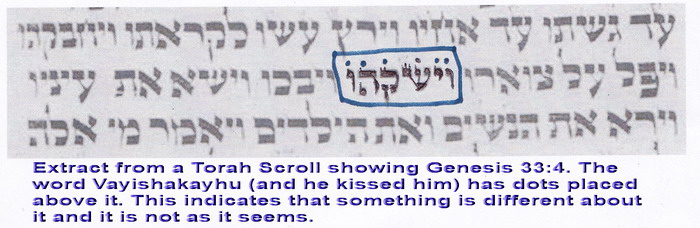 עד גשתו עד אחיו וירץ עשו לקראתו ויחבקהו
ויפל על צוארו וׄיׄשׄקׄהׄוׄ ויבכו וישא את עיניו
וירא את הנשים ואת הילדים ויאמר מי אלה
Extract from a Torah Scroll showing Genesis 33:4. The
word Vayishakayhu (and he kissed him) has dots placed
above it. This indicates that something is different about
it and it is not as it seems.